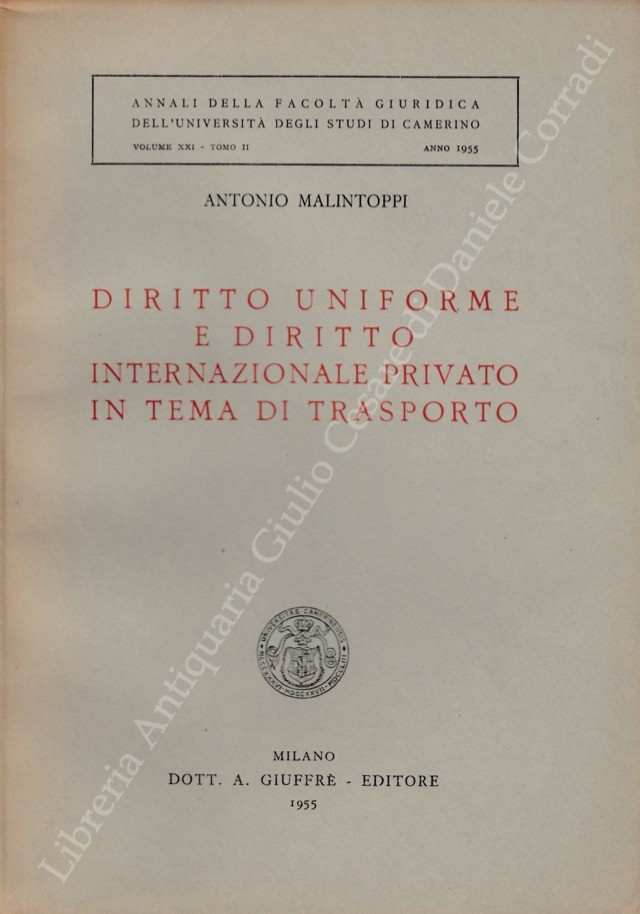 ANNALI DELLA FACOLTÀ GIURIDICA
DELL'UNIVERSITÀ DEGLI STUDI DI CAMERINO
VOLUME XXI - TOMO II ANNO 1955
ANTONIO MALINTOPPI
DIRITTO UNIFORME
E DIRITTO
INTERNAZIONALE PRIVATO
IN TEMA DI TRASPORTO
UNIVERSITAS CAMERINENSIS
MILANO
DOTT. A. GIUFFRÈ - EDITORE
1955
Libreria Antiquaria Giulio Cesare di Daniele Corradi